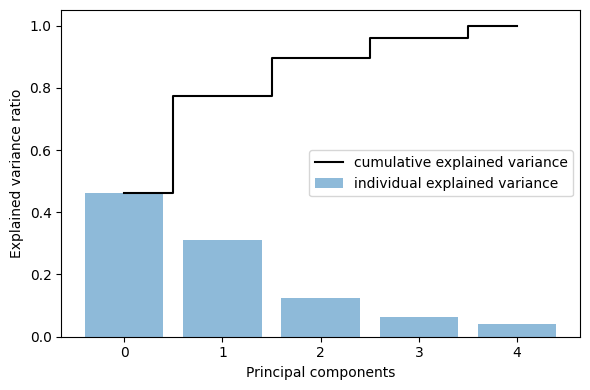 1.0
0.8
0.6
0.4
0.2
0.0
Explained variance ratio
cumulative explained variance
individual explained variance
0 1 2 3 4
Principal components